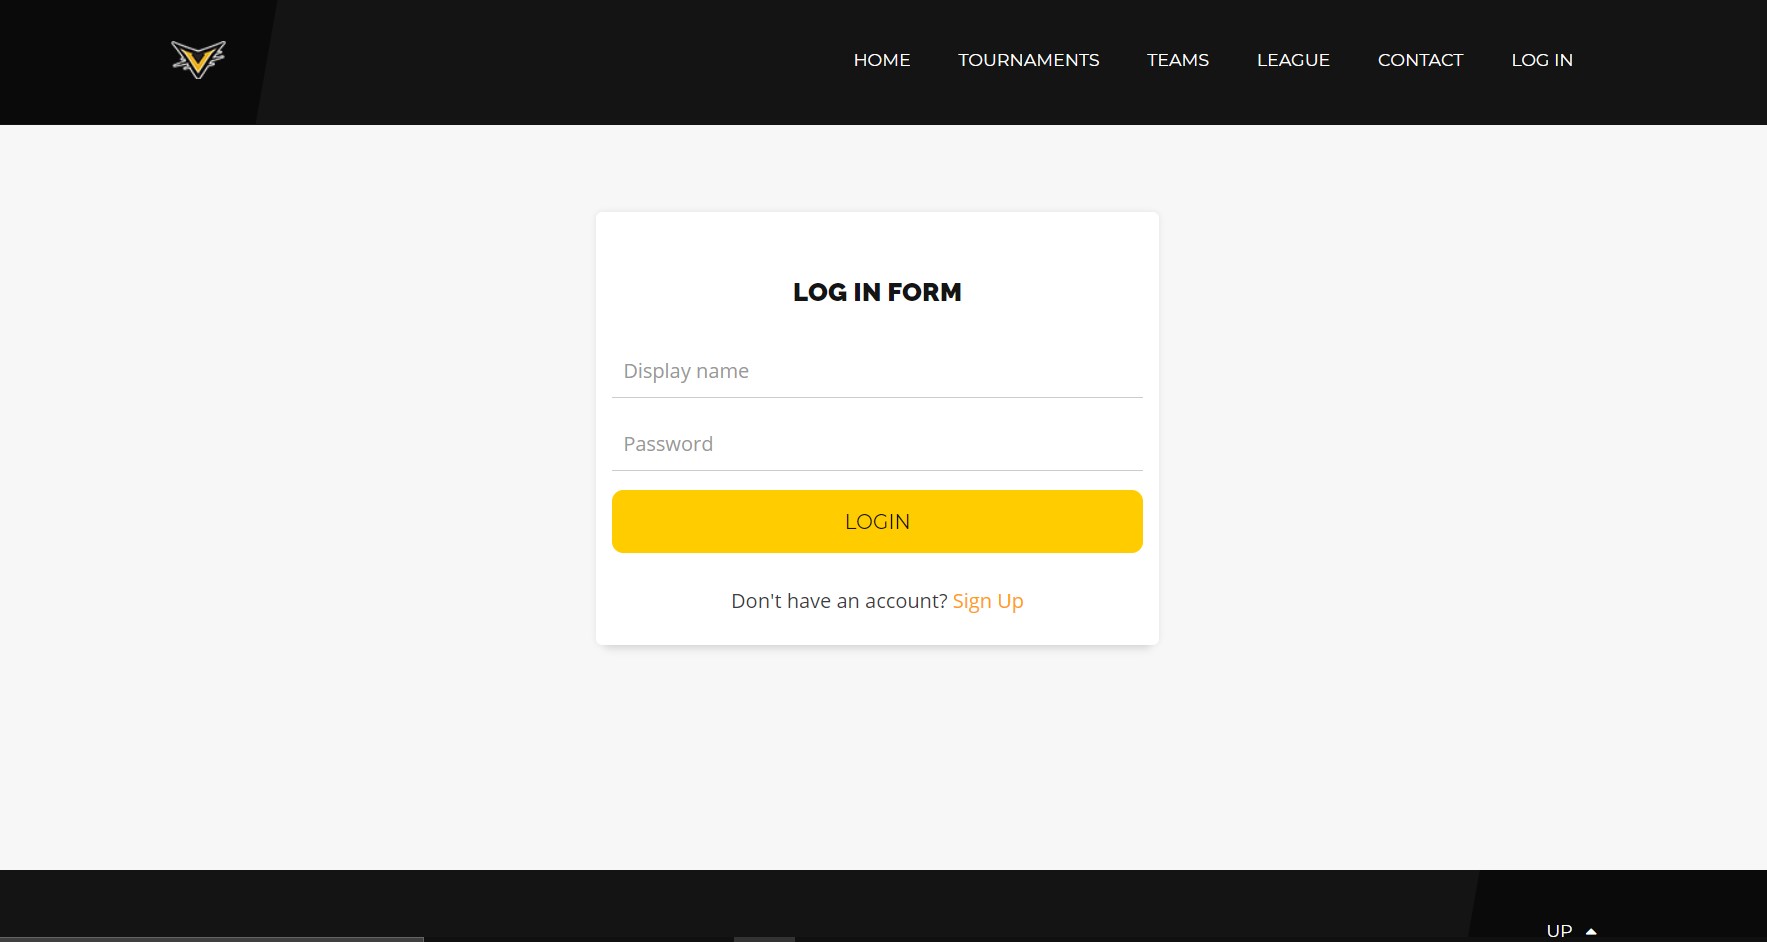 HOME TOURNAMENTS TEAMS LEAGUE CONTACT LOG IN
LOG IN FORM
Display name
Password
LOGIN
Don't have an account? Sign Up
UP